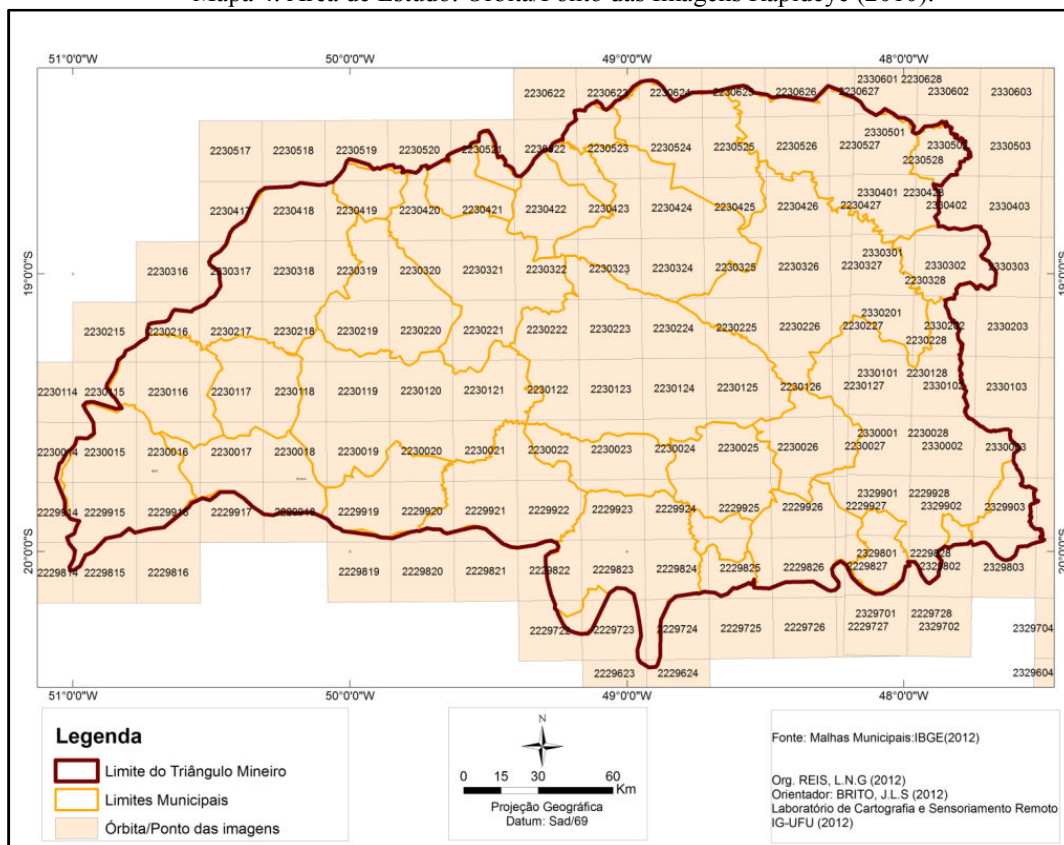 Mapa 4. Área de Estudo: Órbita/Ponto das Imagens Rapideye (2010).
51°0'0"W 50°0'0"W 49°0'0"W 48°0'0"W
2330601 2230628
2230622 2230623 2230624 2230625 2230626 2230627 2330602 2330603
2330501
2230517 2230518 2230519 2230520 2230521 2230522 2230523 2230524 2230525 2230526 2230527 2330502 2330503
2230528
2330401 2230428
2230417 2230418 2230419 2230420 2230421 2230422 2230423 2230424 2230425 2230426 2230427 2330402 2330403
2330301
19°0'0"S 2230316 2230317 2230318 2230319 2230320 2230321 2230322 2230323 2230324 2230325 2230326 2230327 2330302 2330303 19°0'0"S
2230328
2330201
2230215 2230216 2230217 2230218 2230219 2230220 2230221 2230222 2230223 2230224 2230225 2230226 2230227 2330202 2330203
2230228
2330101 2230128
2230114 2230115 2230116 2230117 2230118 2230119 2230120 2230121 2230122 2230123 2230124 2230125 2230126 2230127 2330102 2330103
2330001 2230028
2230014 2230015 2230016 2230017 2230018 2230019 2230020 2230021 2230022 2230023 2230024 2230025 2230026 2230027 2330002 2330003
2329901 2229928
2229914 2229915 2229916 2229917 2229918 2229919 2229920 2229921 2229922 2229923 2229924 2229925 2229926 2229927 2329902 2329903
20°0'0"S 2329801 2229828 20°0'0"S
2229814 2229815 2229816 2229819 2229820 2229821 2229822 2229823 2229824 2229825 2229826 2229827 2329802 2329803
2329701 2229728
2229722 2229723 2229724 2229725 2229726 2229727 2329702 2329704
2229623 2229624 2329604
51°0'0"W 50°0'0"W 49°0'0"W 48°0'0"W
Legenda
Limite do Triângulo Mineiro
Limites Municipais
Órbita/Ponto das imagens
N
0 15 30 60
Km
Projeção Geográfica
Datum: Sad/69
Fonte: Malhas Municipais:IBGE(2012)
Org. REIS, L.N.G (2012)
Orientador: BRITO, J.L.S (2012)
Laboratório de Cartografia e Sensoriamento Remoto
IG-UFU (2012)